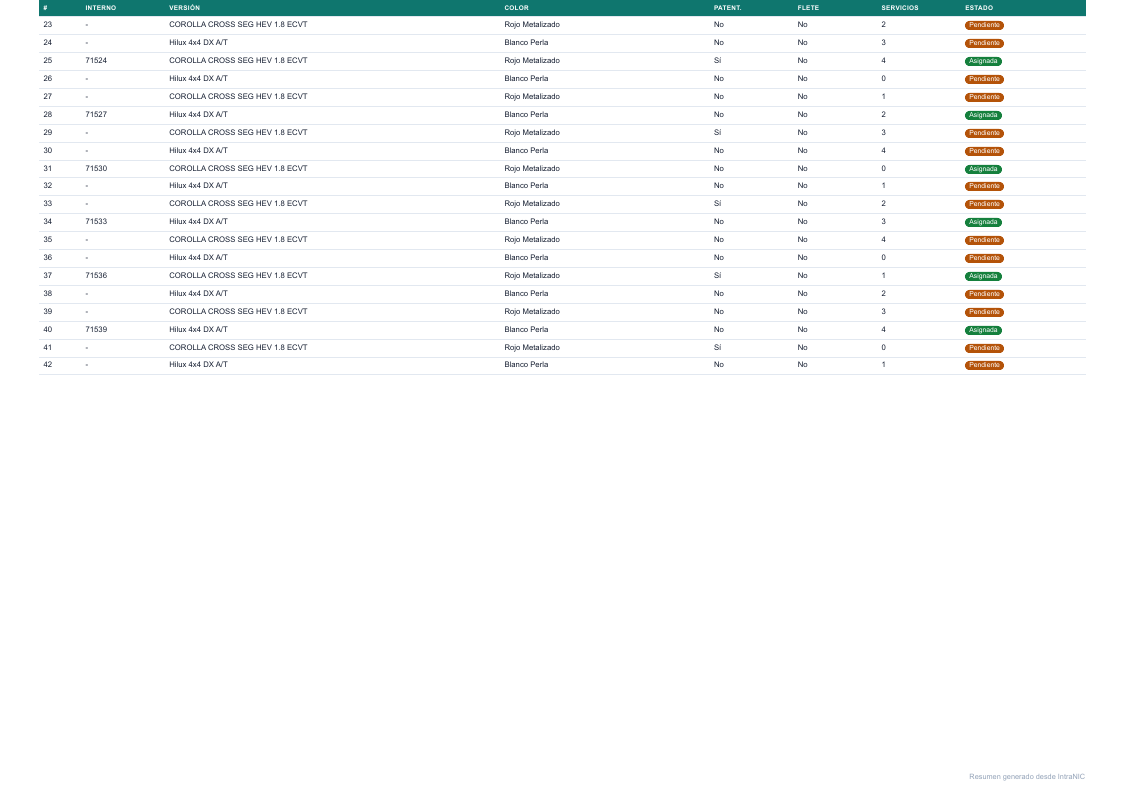 # INTERNO VERSIÓN COLOR PATENT. FLETE SERVICIOS ESTADO
23 - COROLLA CROSS SEG HEV 1.8 ECVT Rojo Metalizado No No 2 Pendiente
24 - Hilux 4x4 DX A/T Blanco Perla No No 3 Pendiente
25 71524 COROLLA CROSS SEG HEV 1.8 ECVT Rojo Metalizado Sí No 4 Asignada
26 - Hilux 4x4 DX A/T Blanco Perla No No 0 Pendiente
27 - COROLLA CROSS SEG HEV 1.8 ECVT Rojo Metalizado No No 1 Pendiente
28 71527 Hilux 4x4 DX A/T Blanco Perla No No 2 Asignada
29 - COROLLA CROSS SEG HEV 1.8 ECVT Rojo Metalizado Sí No 3 Pendiente
30 - Hilux 4x4 DX A/T Blanco Perla No No 4 Pendiente
31 71530 COROLLA CROSS SEG HEV 1.8 ECVT Rojo Metalizado No No 0 Asignada
32 - Hilux 4x4 DX A/T Blanco Perla No No 1 Pendiente
33 - COROLLA CROSS SEG HEV 1.8 ECVT Rojo Metalizado Sí No 2 Pendiente
34 71533 Hilux 4x4 DX A/T Blanco Perla No No 3 Asignada
35 - COROLLA CROSS SEG HEV 1.8 ECVT Rojo Metalizado No No 4 Pendiente
36 - Hilux 4x4 DX A/T Blanco Perla No No 0 Pendiente
37 71536 COROLLA CROSS SEG HEV 1.8 ECVT Rojo Metalizado Sí No 1 Asignada
38 - Hilux 4x4 DX A/T Blanco Perla No No 2 Pendiente
39 - COROLLA CROSS SEG HEV 1.8 ECVT Rojo Metalizado No No 3 Pendiente
40 71539 Hilux 4x4 DX A/T Blanco Perla No No 4 Asignada
41 - COROLLA CROSS SEG HEV 1.8 ECVT Rojo Metalizado Sí No 0 Pendiente
42 - Hilux 4x4 DX A/T Blanco Perla No No 1 Pendiente
Resumen generado desde IntraNIC